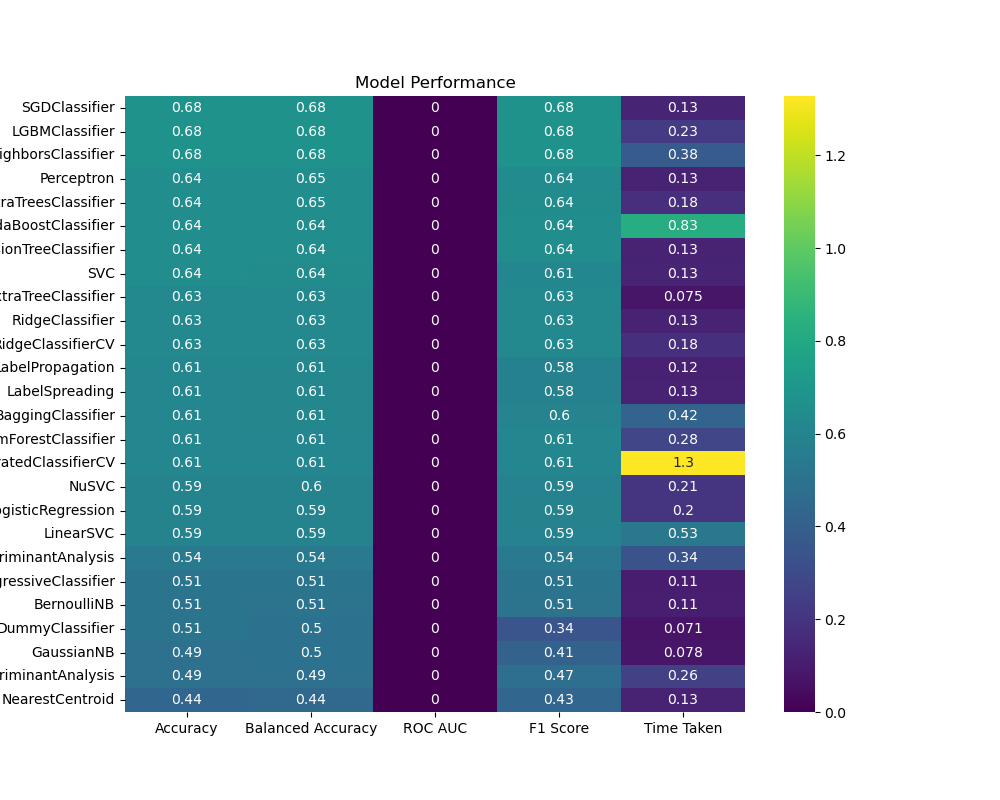 Model Performance
SGDClassifier 0.68 0.68 0 0.68 0.13
LGBMClassifier 0.68 0.68 0 0.68 0.23
ighborsClassifier 0.68 0.68 0 0.68 0.38
Perceptron 0.64 0.65 0 0.64 0.13
raTreesClassifier 0.64 0.65 0 0.64 0.18
daBoostClassifier 0.64 0.64 0 0.64 0.83
ionTreeClassifier 0.64 0.64 0 0.64 0.13
SVC 0.64 0.64 0 0.61 0.13
xtraTreeClassifier 0.63 0.63 0 0.63 0.075
RidgeClassifier 0.63 0.63 0 0.63 0.13
RidgeClassifierCV 0.63 0.63 0 0.63 0.18
LabelPropagation 0.61 0.61 0 0.58 0.12
LabelSpreading 0.61 0.61 0 0.58 0.13
BaggingClassifier 0.61 0.61 0 0.6 0.42
mForestClassifier 0.61 0.61 0 0.61 0.28
ratedClassifierCV 0.61 0.61 0 0.61 1.3
NuSVC 0.59 0.6 0 0.59 0.21
ogisticRegression 0.59 0.59 0 0.59 0.2
LinearSVC 0.59 0.59 0 0.59 0.53
riminantAnalysis 0.54 0.54 0 0.54 0.34
gressiveClassifier 0.51 0.51 0 0.51 0.11
BernoulliNB 0.51 0.51 0 0.51 0.11
DummyClassifier 0.51 0.5 0 0.34 0.071
GaussianNB 0.49 0.5 0 0.41 0.078
riminantAnalysis 0.49 0.49 0 0.47 0.26
NearestCentroid 0.44 0.44 0 0.43 0.13
Accuracy Balanced Accuracy ROC AUC F1 Score Time Taken
1.2
1.0
0.8
0.6
0.4
0.2
0.0